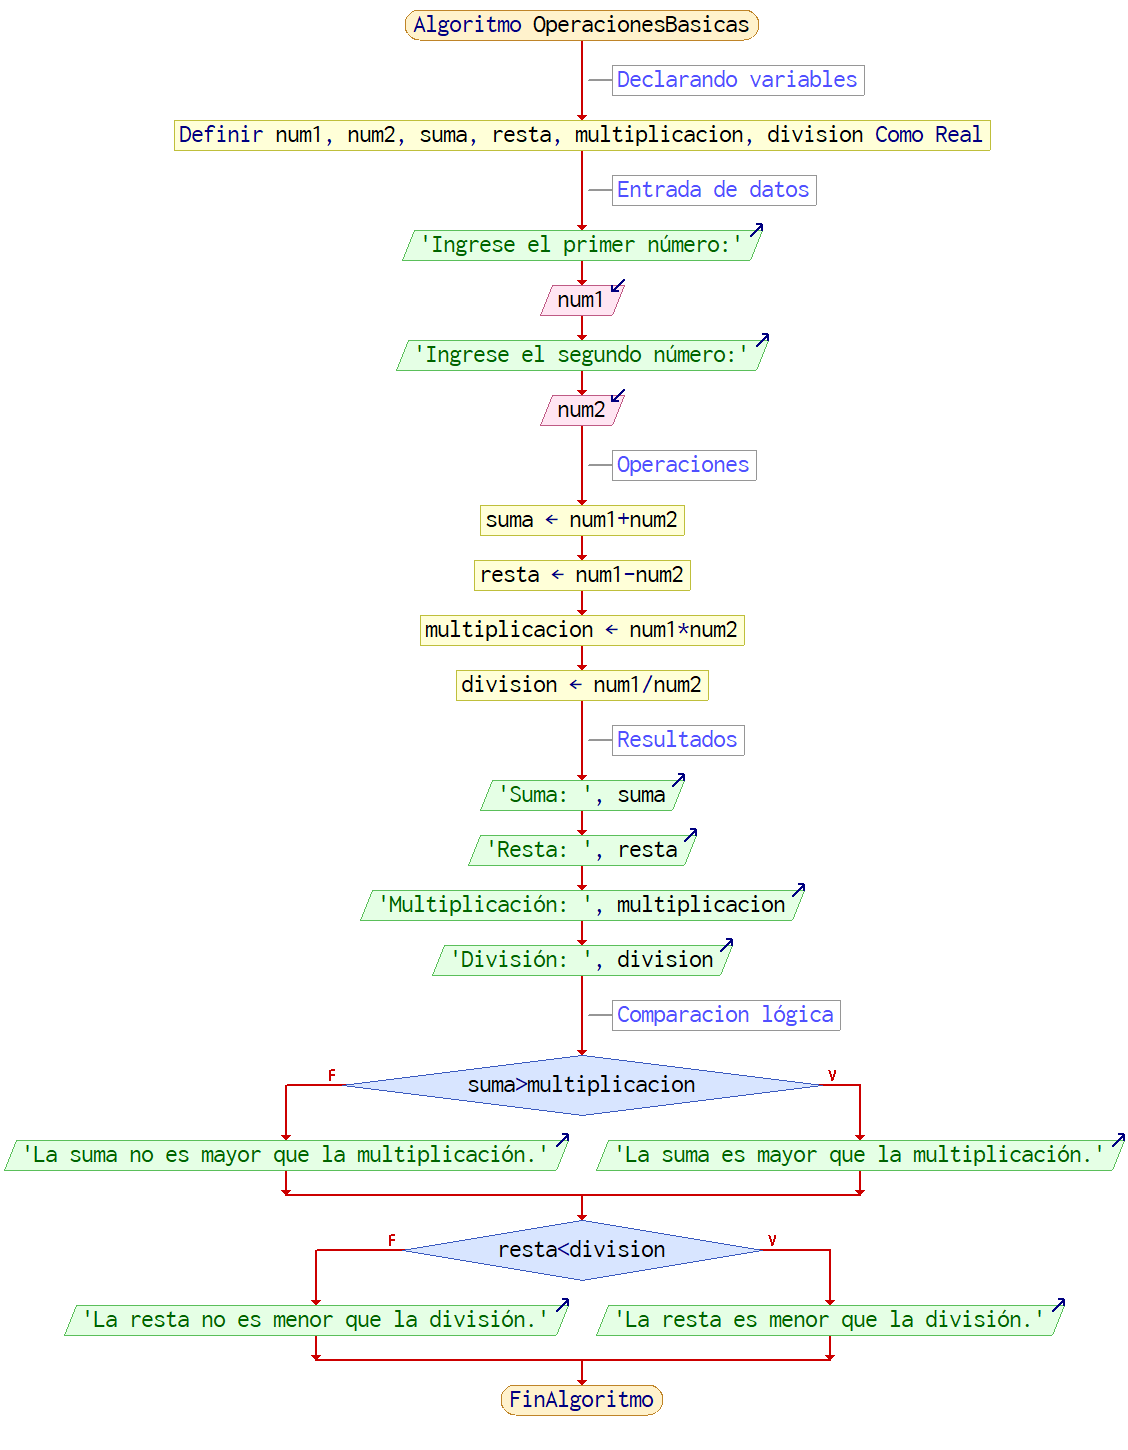 Algoritmo OperacionesBasicas
Declarando variables
Definir num1, num2, suma, resta, multiplicacion, division Como Real
Entrada de datos
'Ingrese el primer número:'
num1
'Ingrese el segundo número:'
num2
Operaciones
suma ← num1+num2
resta ← num1-num2
multiplicacion ← num1*num2
division ← num1/num2
Resultados
'Suma: ', suma
'Resta: ', resta
'Multiplicación: ', multiplicacion
'División: ', division
Comparacion lógica
F
suma>multiplicacion
V
'La suma no es mayor que la multiplicación.'
'La suma es mayor que la multiplicación.'
F
resta<division
V
'La resta no es menor que la división.'
'La resta es menor que la división.'
FinAlgoritmo